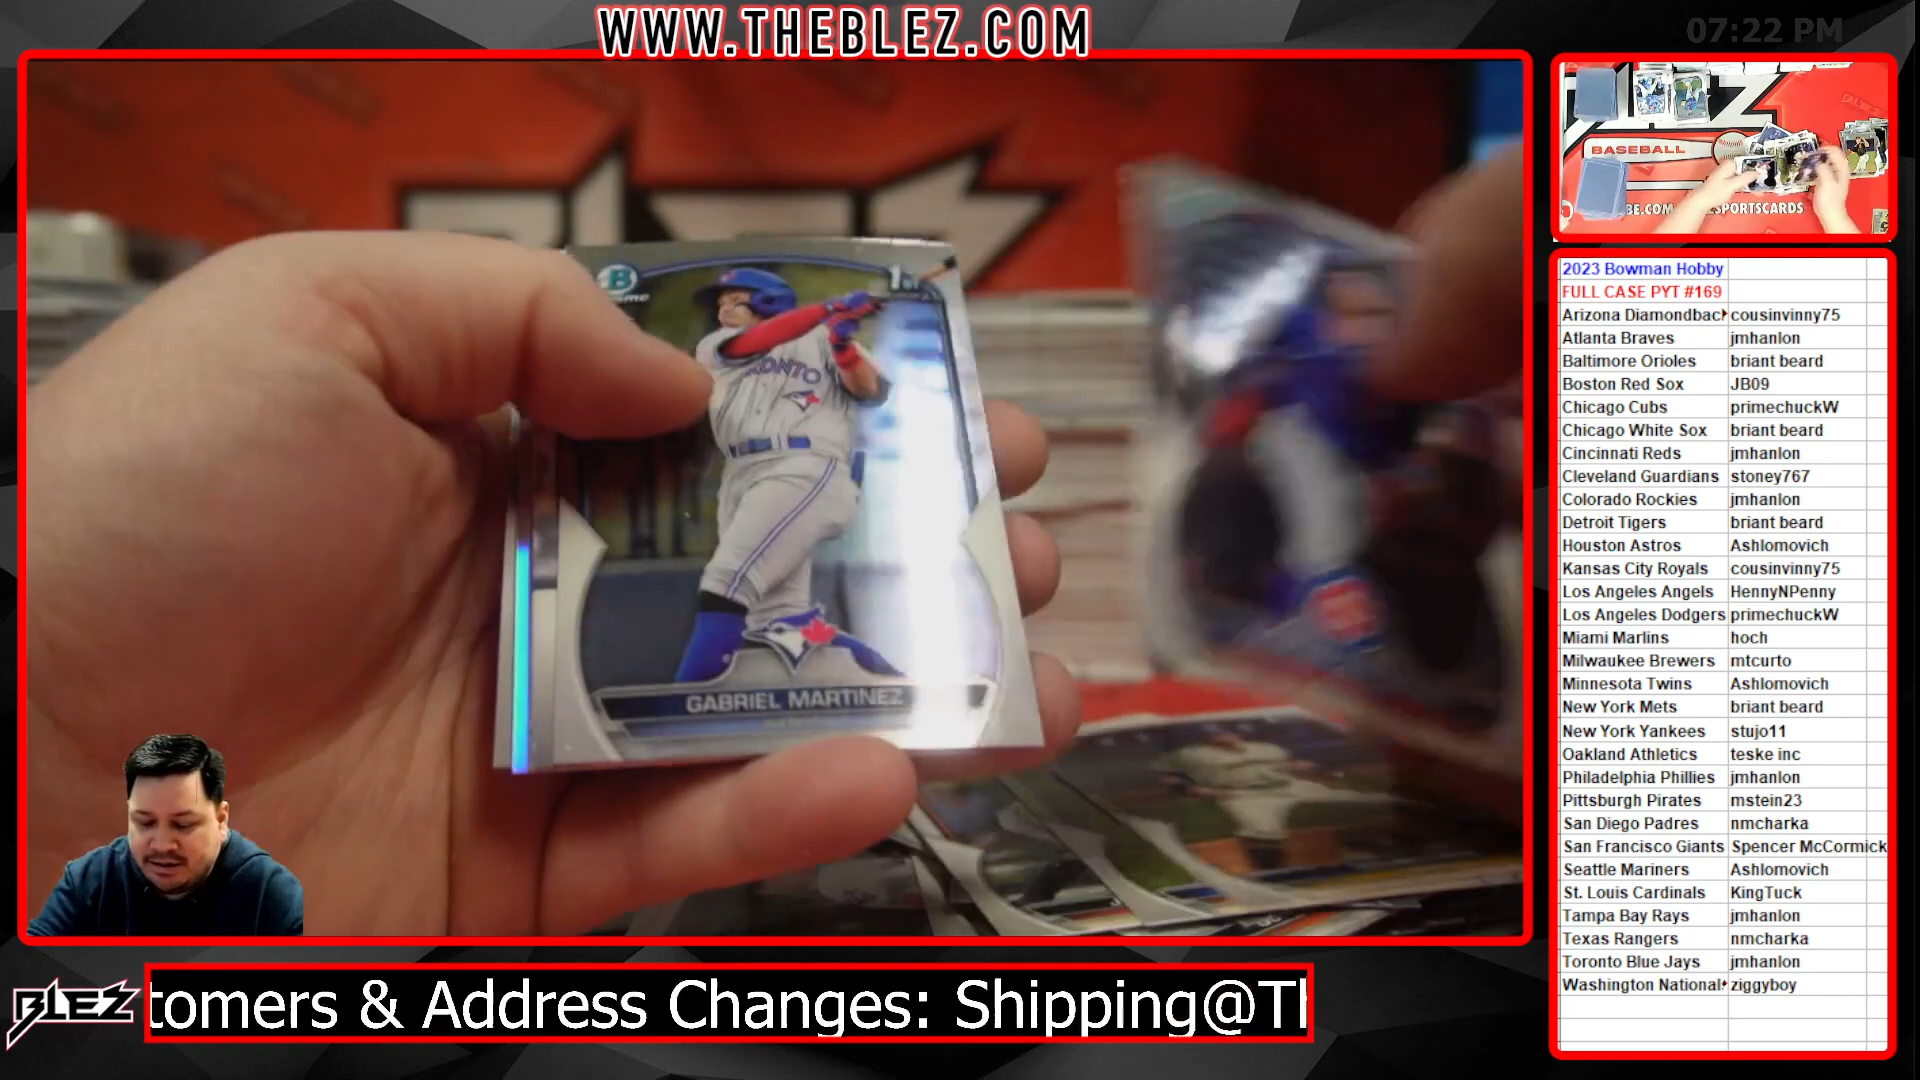 WWW.THEBLEZ.COM
07:22 PM
BASEBALL
BE.COM
SPORTSCARDS
B
1st
TORONTO
GABRIEL MARTINEZ
2023 Bowman Hobby
FULL CASE PYT #169
Arizona Diamondbac cousinvinny75
Atlanta Braves jmhanlon
Baltimore Orioles briant beard
Boston Red Sox JB09
Chicago Cubs primechuckW
Chicago White Sox briant beard
Cincinnati Reds jmhanlon
Cleveland Guardians stoney767
Colorado Rockies jmhanlon
Detroit Tigers briant beard
Houston Astros Ashlomovich
Kansas City Royals cousinvinny75
Los Angeles Angels HennyNPenny
Los Angeles Dodgers primechuckW
Miami Marlins hoch
Milwaukee Brewers mtcurto
Minnesota Twins Ashlomovich
New York Mets briant beard
New York Yankees stujo11
Oakland Athletics teske inc
Philadelphia Phillies jmhanlon
Pittsburgh Pirates mstein23
San Diego Padres nmcharka
San Francisco Giants Spencer McCormick
Seattle Mariners Ashlomovich
St. Louis Cardinals KingTuck
Tampa Bay Rays jmhanlon
Texas Rangers nmcharka
Toronto Blue Jays jmhanlon
Washington National ziggyboy
BLEZ
tomers & Address Changes: Shipping@Th